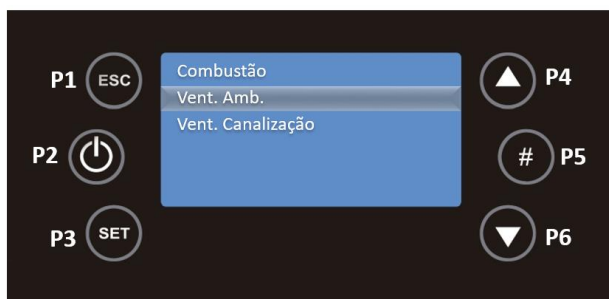 P1 ESC
Combustão
Vent. Amb.
Vent. Canalização
P4
P2
# P5
P3 SET
P6